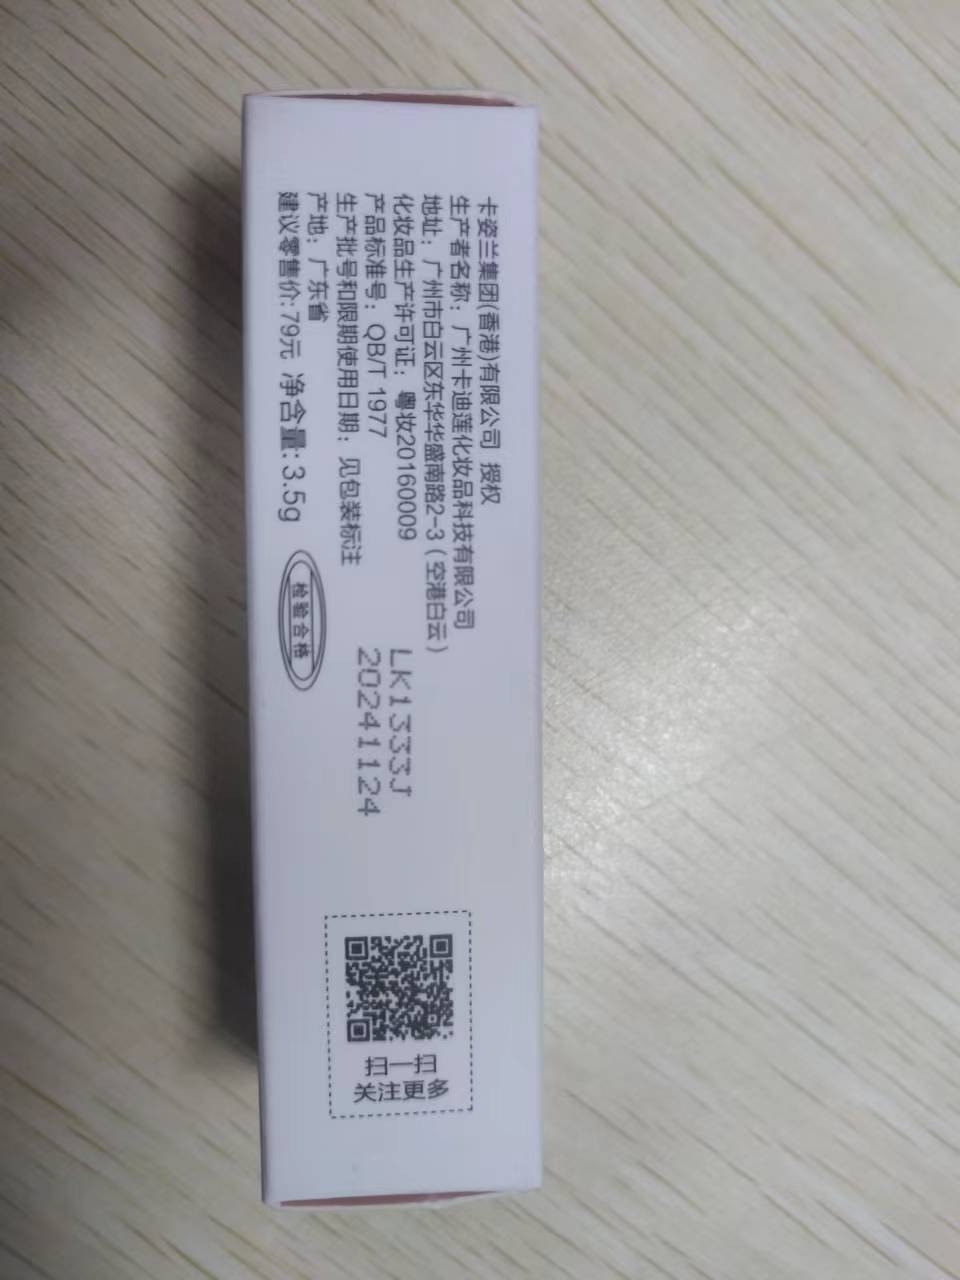 卡姿兰集团(香港)有限公司 授权
生产者名称：广州卡迪莲化妆品科技有限公司
地址：广州市白云区东华华盛南路2-3（空港白云）
化妆品生产许可证：粤妆20160009
产品标准号：QB/T 1977
生产批号和限期使用日期：见包装标注
产地：广东省
建议零售价:79元 净含量:3.5g
检验合格
LK1333J
20241124
扫一扫
关注更多